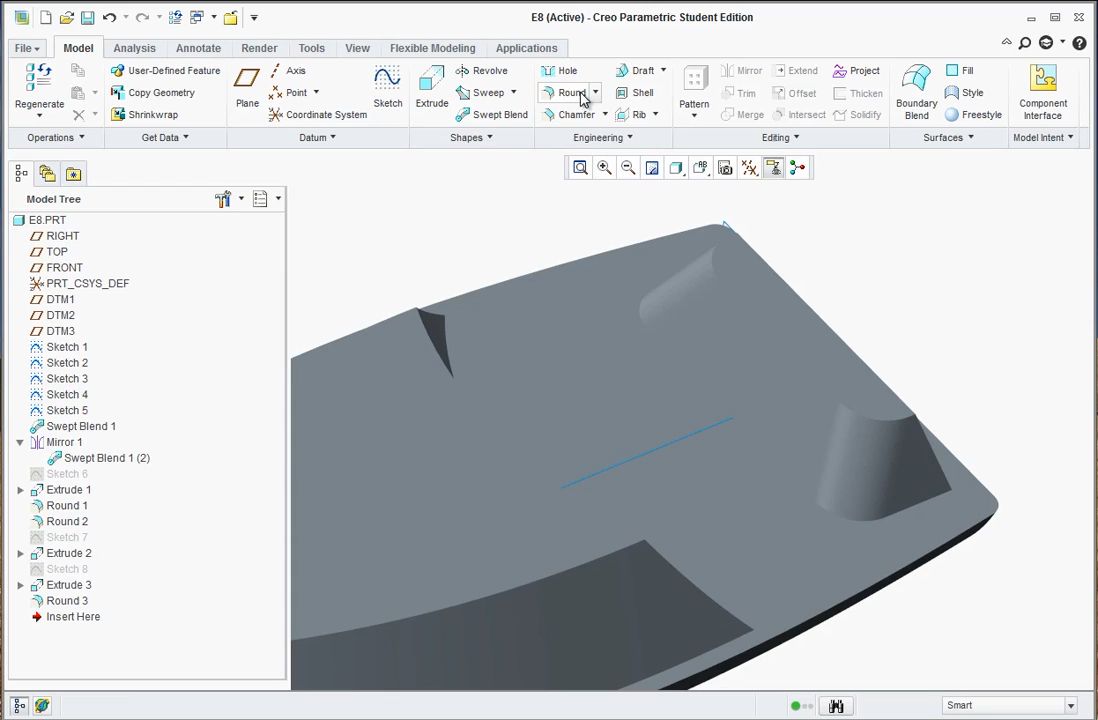 E8 (Active) - Creo Parametric Student Edition
File Model Analysis Annotate Render Tools View Flexible Modeling Applications
Regenerate
User-Defined Feature
Copy Geometry
Shrinkwrap
Plane
Axis
Point
Coordinate System
Sketch
Extrude
Revolve
Sweep
Swept Blend
Hole
Round
Chamfer
Draft
Shell
Rib
Pattern
Mirror
Trim
Merge
Extend
Offset
Intersect
Project
Thicken
Solidify
Boundary
Blend
Fill
Style
Freestyle
Component
Interface
Operations Get Data Datum Shapes Engineering Editing Surfaces Model Intent
Model Tree
E8.PRT
RIGHT
TOP
FRONT
PRT_CSYS_DEF
DTM1
DTM2
DTM3
Sketch 1
Sketch 2
Sketch 3
Sketch 4
Sketch 5
Swept Blend 1
Mirror 1
Swept Blend 1 (2)
Sketch 6
Extrude 1
Round 1
Round 2
Sketch 7
Extrude 2
Sketch 8
Extrude 3
Round 3
Insert Here
Smart